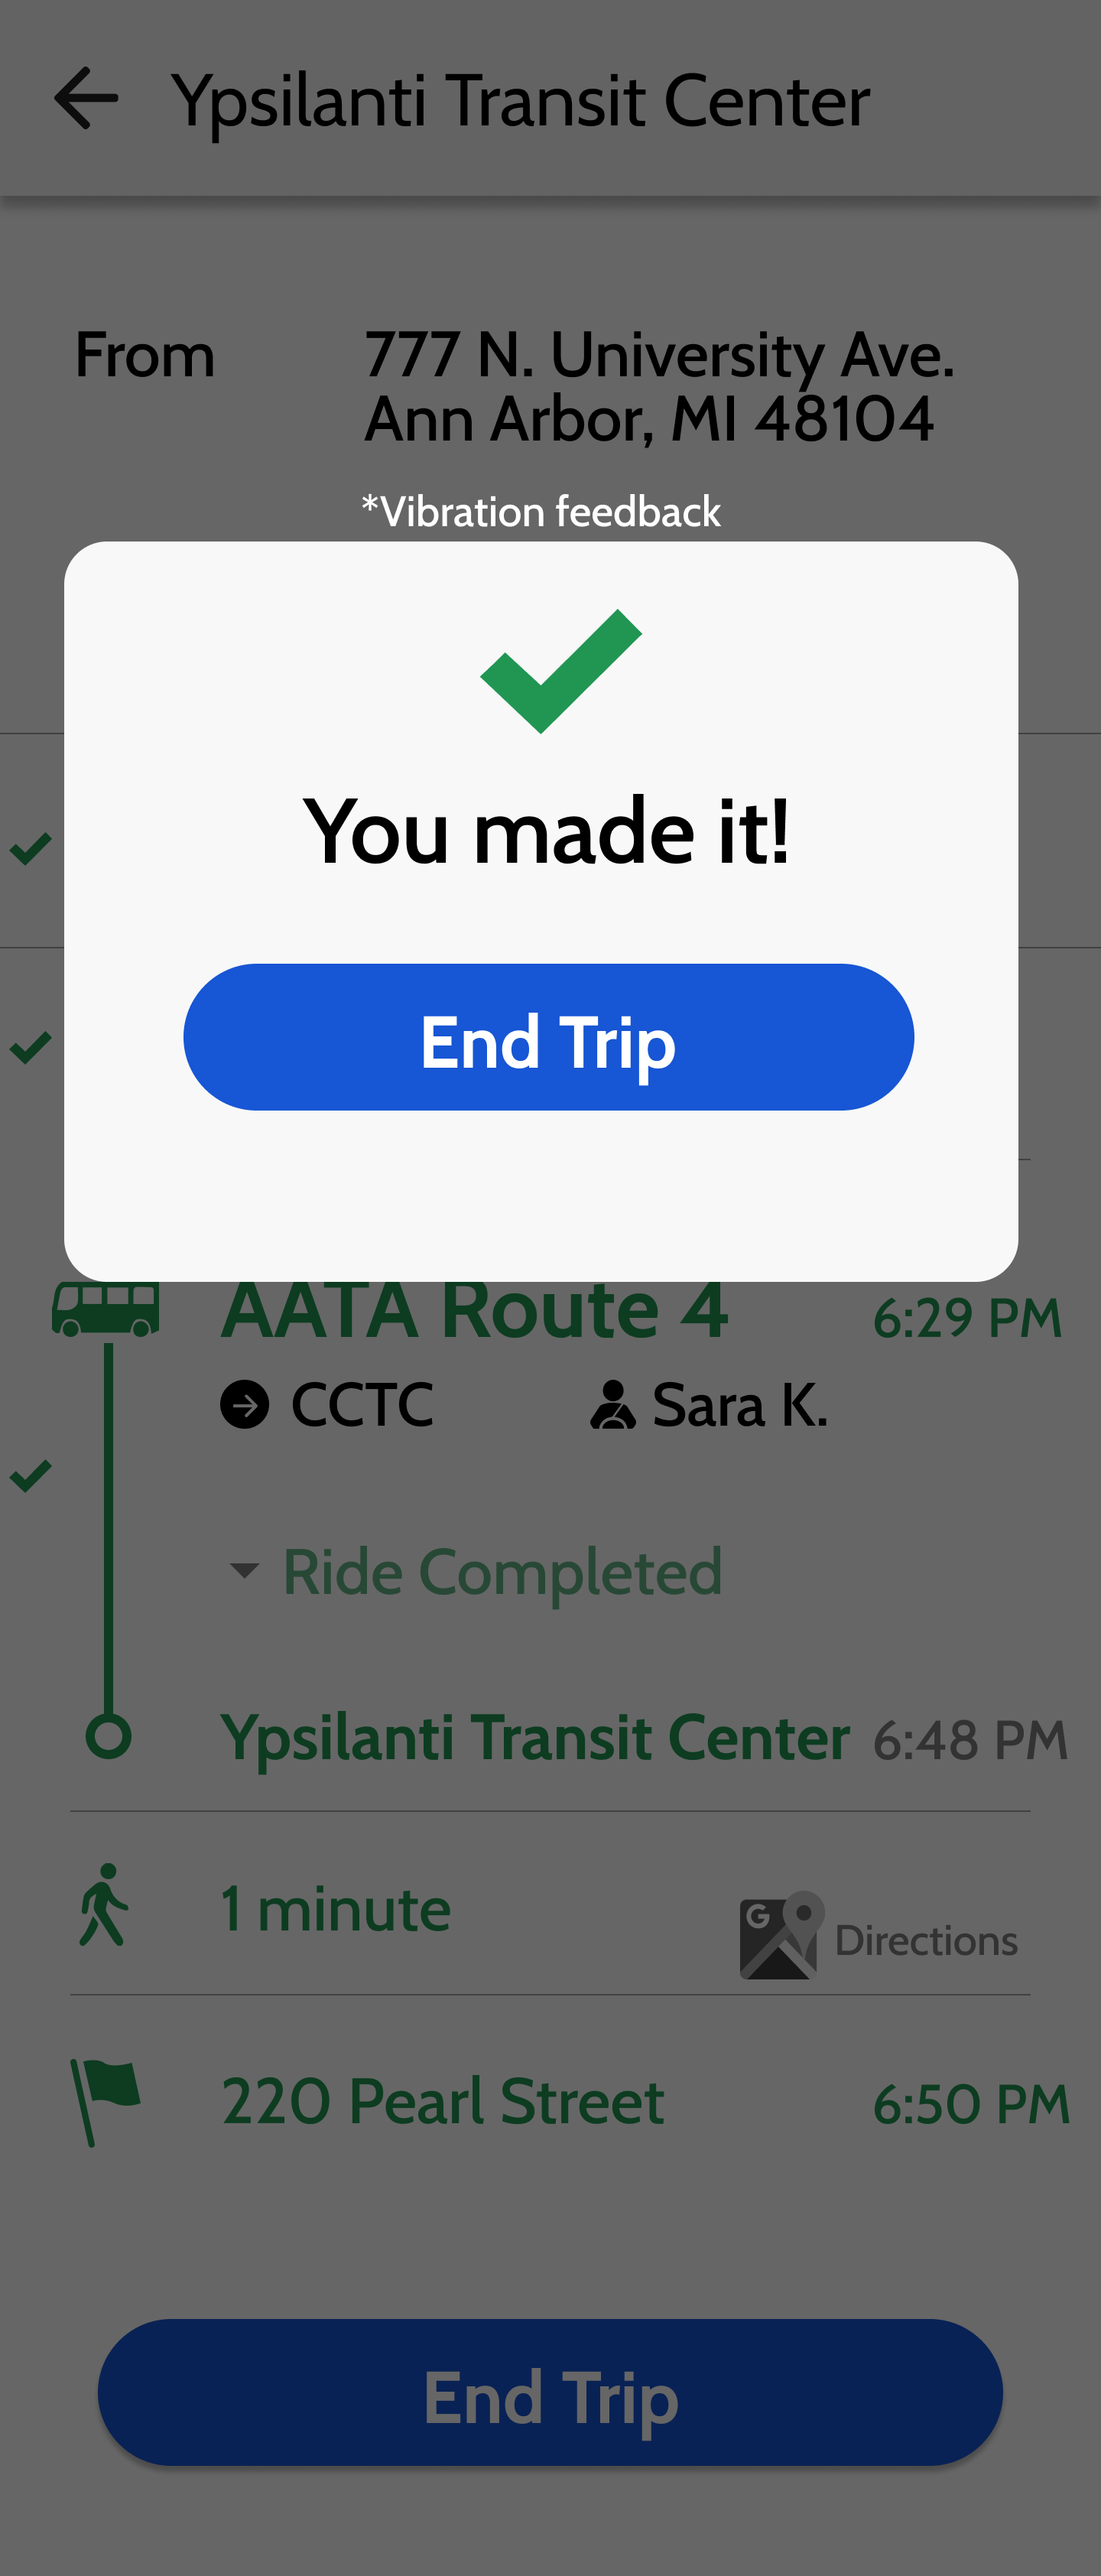 Ypsilanti Transit Center
From
777 N. University Ave.
Ann Arbor, MI 48104
*Vibration feedback
You made it!
End Trip
AATA Route 4
6:29 PM
CCTC
Sara K.
Ride Completed
Ypsilanti Transit Center
6:48 PM
1 minute
G
Directions
220 Pearl Street
6:50 PM
End Trip